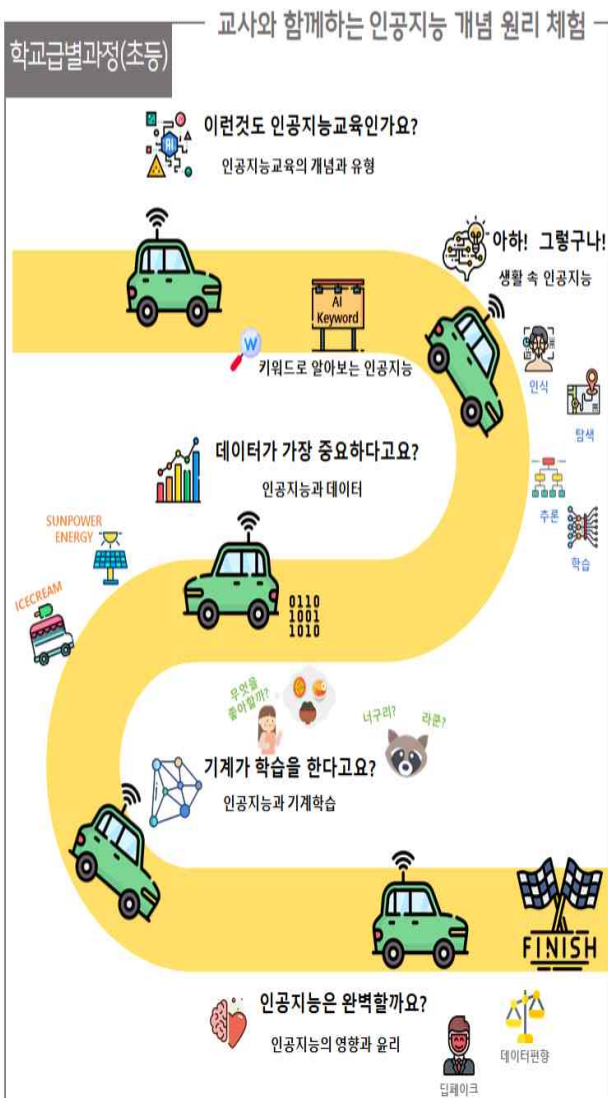 교사와 함께하는 인공지능 개념 원리 체험
학교급별과정(초등)
이런것도 인공지능교육인가요?
인공지능교육의 개념과 유형
AI
아하! 그렇구나!
생활 속 인공지능
AI
Keyword
W
키워드로 알아보는 인공지능
인식
탐색
추론
학습
데이터가 가장 중요하다고요?
인공지능과 데이터
SUNPOWER
ENERGY
ICECREAM
0110
1001
1010
무엇을
좋아할까?
너구리?
라쿤?
기계가 학습을 한다고요?
인공지능과 기계학습
FINISH
인공지능은 완벽할까요?
인공지능의 영향과 윤리
딥페이크
데이터편향